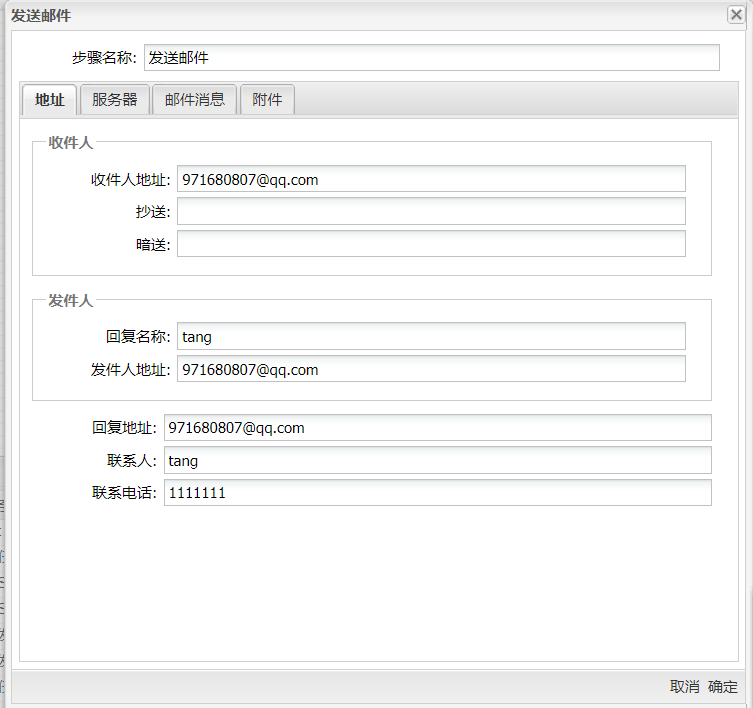 发送邮件
步骤名称: 发送邮件
地址 服务器 邮件消息 附件
收件人
收件人地址: 971680807@qq.com
抄送:
暗送:
发件人
回复名称: tang
发件人地址: 971680807@qq.com
回复地址: 971680807@qq.com
联系人: tang
联系电话: 1111111
取消 确定